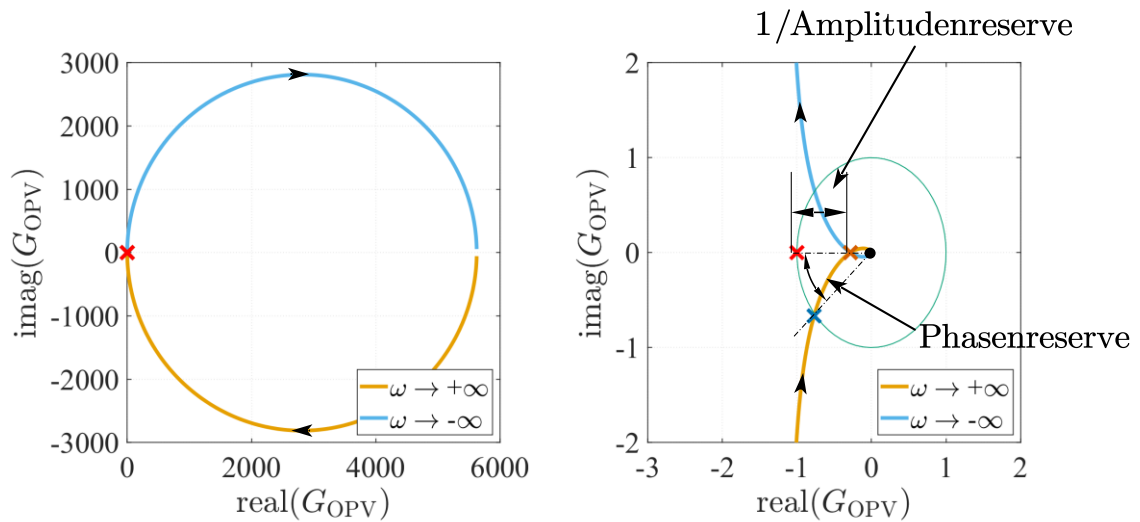 1/Amplitudenreserve
3000
2000
1000
0
-1000
-2000
-3000
imag(G_OPV)
0
2000
4000
6000
real(G_OPV)
ω → +∞
ω → -∞
2
1
0
-1
-2
imag(G_OPV)
-3
-2
-1
0
1
2
real(G_OPV)
Phasenreserve
ω → +∞
ω → -∞